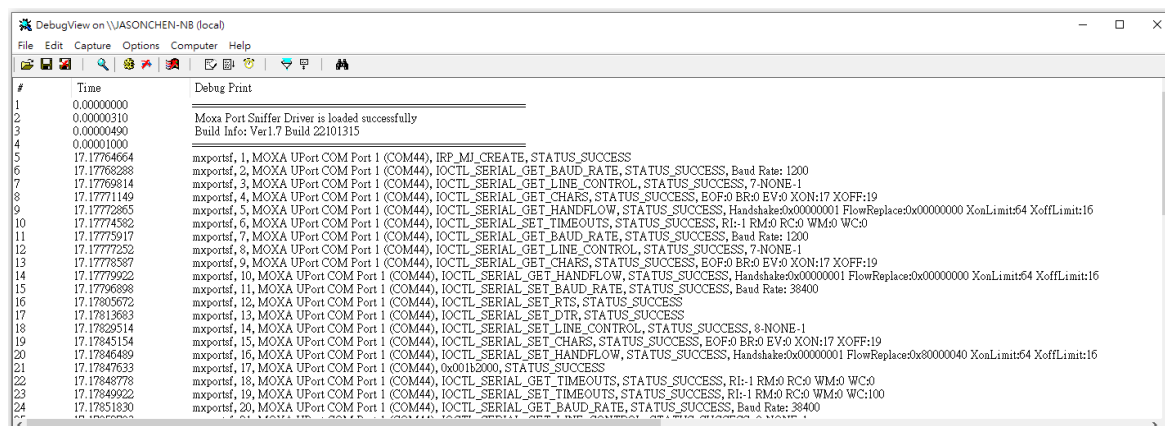 DebugView on \\JASONCHEN-NB (local)
File Edit Capture Options Computer Help
# Time Debug Print
1 0.00000000 ========================================
2 0.00000310 Moxa Port Sniffer Driver is loaded successfully
3 0.00000490 Build Info: Ver1.7 Build 22101315
4 0.00001000 ========================================
5 17.17764664 mxportsf, 1, MOXA UPort COM Port 1 (COM44), IRP_MJ_CREATE, STATUS_SUCCESS
6 17.17768288 mxportsf, 2, MOXA UPort COM Port 1 (COM44), IOCTL_SERIAL_GET_BAUD_RATE, STATUS_SUCCESS, Baud Rate: 1200
7 17.17769814 mxportsf, 3, MOXA UPort COM Port 1 (COM44), IOCTL_SERIAL_GET_LINE_CONTROL, STATUS_SUCCESS, 7-NONE-1
8 17.17771149 mxportsf, 4, MOXA UPort COM Port 1 (COM44), IOCTL_SERIAL_GET_CHARS, STATUS_SUCCESS, EOF:0 BR:0 EV:0 XON:17 XOFF:19
9 17.17772865 mxportsf, 5, MOXA UPort COM Port 1 (COM44), IOCTL_SERIAL_GET_HANDFLOW, STATUS_SUCCESS, Handshake:0x00000001 FlowReplace:0x00000000 XonLimit:64 XoffLimit:16
10 17.17774582 mxportsf, 6, MOXA UPort COM Port 1 (COM44), IOCTL_SERIAL_SET_TIMEOUTS, STATUS_SUCCESS, RI:-1 RM:0 RC:0 WM:0 WC:0
11 17.17775917 mxportsf, 7, MOXA UPort COM Port 1 (COM44), IOCTL_SERIAL_GET_BAUD_RATE, STATUS_SUCCESS, Baud Rate: 1200
12 17.17777252 mxportsf, 8, MOXA UPort COM Port 1 (COM44), IOCTL_SERIAL_GET_LINE_CONTROL, STATUS_SUCCESS, 7-NONE-1
13 17.17778587 mxportsf, 9, MOXA UPort COM Port 1 (COM44), IOCTL_SERIAL_GET_CHARS, STATUS_SUCCESS, EOF:0 BR:0 EV:0 XON:17 XOFF:19
14 17.17779922 mxportsf, 10, MOXA UPort COM Port 1 (COM44), IOCTL_SERIAL_GET_HANDFLOW, STATUS_SUCCESS, Handshake:0x00000001 FlowReplace:0x00000000 XonLimit:64 XoffLimit:16
15 17.17796898 mxportsf, 11, MOXA UPort COM Port 1 (COM44), IOCTL_SERIAL_SET_BAUD_RATE, STATUS_SUCCESS, Baud Rate: 38400
16 17.17805672 mxportsf, 12, MOXA UPort COM Port 1 (COM44), IOCTL_SERIAL_SET_RTS, STATUS_SUCCESS
17 17.17813683 mxportsf, 13, MOXA UPort COM Port 1 (COM44), IOCTL_SERIAL_SET_DTR, STATUS_SUCCESS
18 17.17829514 mxportsf, 14, MOXA UPort COM Port 1 (COM44), IOCTL_SERIAL_SET_LINE_CONTROL, STATUS_SUCCESS, 8-NONE-1
19 17.17845154 mxportsf, 15, MOXA UPort COM Port 1 (COM44), IOCTL_SERIAL_SET_CHARS, STATUS_SUCCESS, EOF:0 BR:0 EV:0 XON:17 XOFF:19
20 17.17846489 mxportsf, 16, MOXA UPort COM Port 1 (COM44), IOCTL_SERIAL_SET_HANDFLOW, STATUS_SUCCESS, Handshake:0x00000001 FlowReplace:0x80000040 XonLimit:64 XoffLimit:16
21 17.17847633 mxportsf, 17, MOXA UPort COM Port 1 (COM44), 0x001b2000, STATUS_SUCCESS
22 17.17848778 mxportsf, 18, MOXA UPort COM Port 1 (COM44), IOCTL_SERIAL_GET_TIMEOUTS, STATUS_SUCCESS, RI:-1 RM:0 RC:0 WM:0 WC:0
23 17.17849922 mxportsf, 19, MOXA UPort COM Port 1 (COM44), IOCTL_SERIAL_SET_TIMEOUTS, STATUS_SUCCESS, RI:-1 RM:0 RC:0 WM:0 WC:100
24 17.17851830 mxportsf, 20, MOXA UPort COM Port 1 (COM44), IOCTL_SERIAL_GET_BAUD_RATE, STATUS_SUCCESS, Baud Rate: 38400